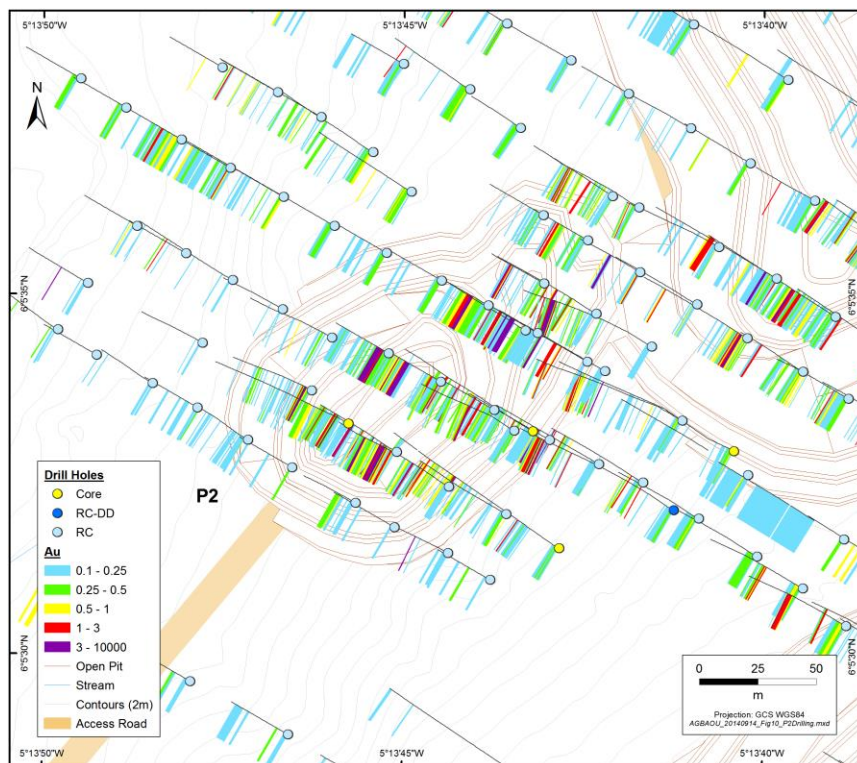 5°13'50"W
5°13'45"W
5°13'40"W
N
6°5'35"N
6°5'35"N
P2
Drill Holes
Core
RC-DD
RC
Au
0.1 - 0.25
0.25 - 0.5
0.5 - 1
1 - 3
3 - 10000
Open Pit
Stream
Contours (2m)
Access Road
6°5'30"N
6°5'30"N
0 25 50
m
Projection: GCS WGS84
AGBAOU_20140914_Fig10_P2Drilling.mxd
5°13'50"W
5°13'45"W
5°13'40"W